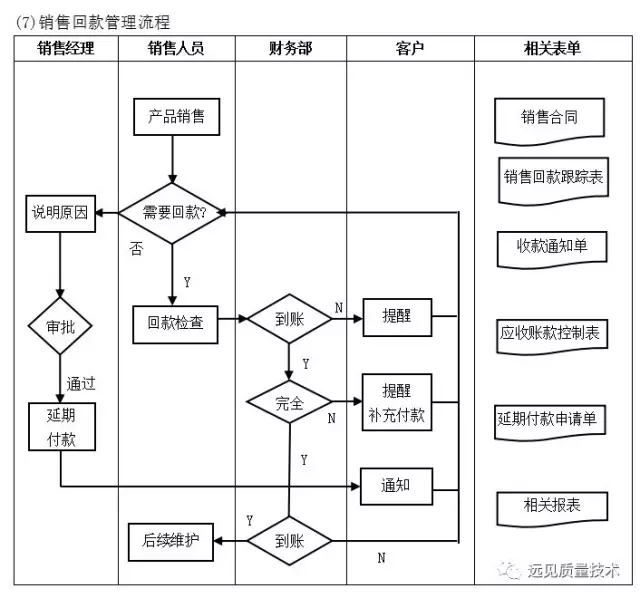 (7)销售回款管理流程
销售经理
销售人员
财务部
客户
相关表单
产品销售
销售合同
销售回款跟踪表
说明原因
需要回款?
否
收款通知单
Y
审批
回款检查
到账
N
提醒
应收账款控制表
Y
通过
延期
付款
完全
N
提醒
补充付款
延期付款申请单
Y
通知
相关报表
后续维护
Y
到账
N
远见质量技术